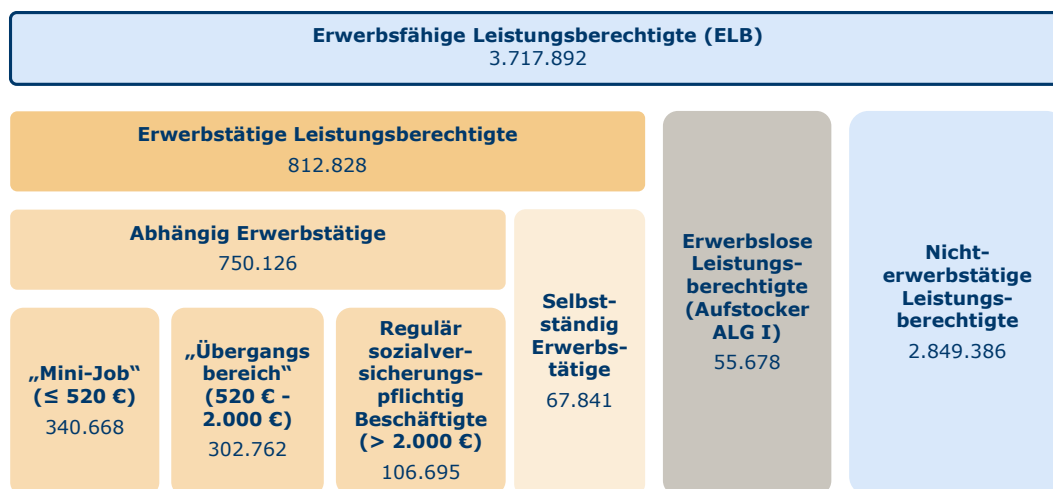 Erwerbsfähige Leistungsberechtigte (ELB)
3.717.892
Erwerbstätige Leistungsberechtigte
812.828
Abhängig Erwerbstätige
750.126
„Mini-Job“
(≤ 520 €)
340.668
„Übergangs
bereich“
(520 € -
2.000 €)
302.762
Regulär
sozialver-
sicherungs-
pflichtig
Beschäftigte
(> 2.000 €)
106.695
Selbst-
ständig
Erwerbs-
tätige
67.841
Erwerbslose
Leistungs-
berechtigte
(Aufstocker
ALG I)
55.678
Nicht-
erwerbstätige
Leistungs-
berechtigte
2.849.386